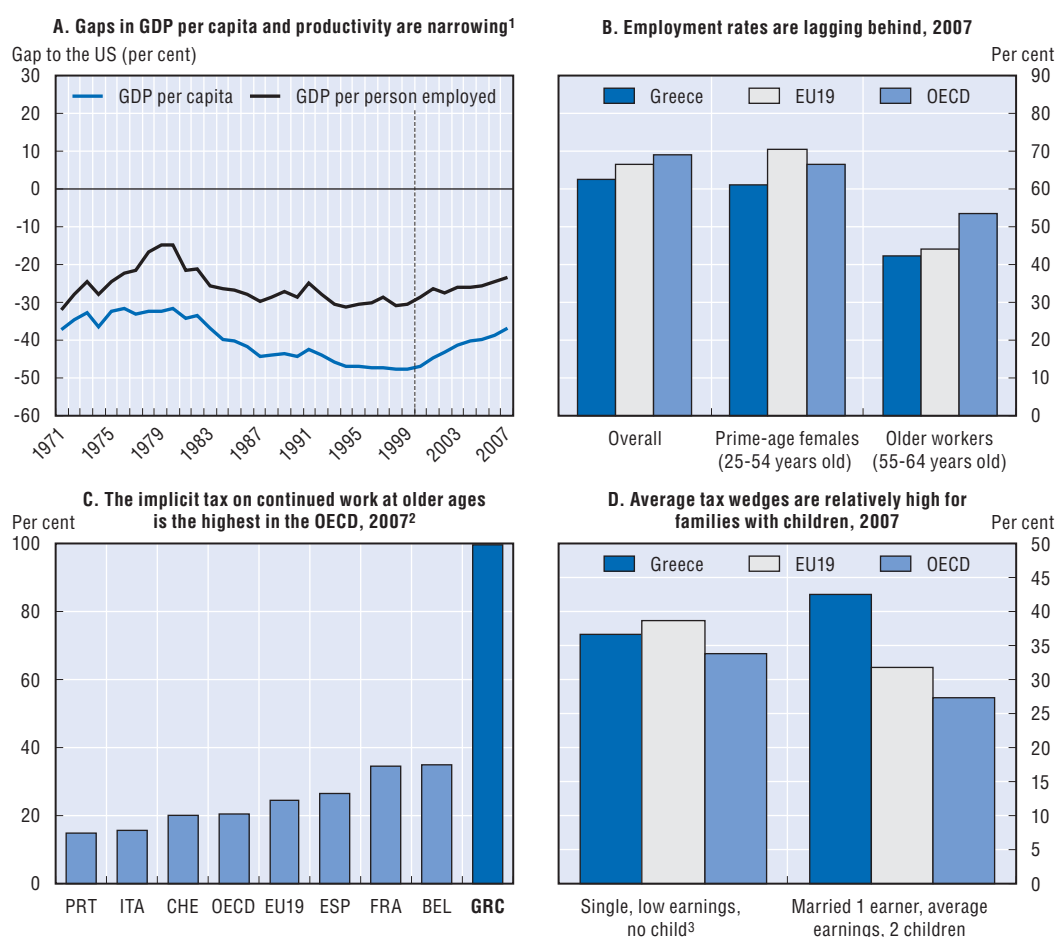 A. Gaps in GDP per capita and productivity are narrowing¹
Gap to the US (per cent)
GDP per capita
GDP per person employed
30
20
10
0
-10
-20
-30
-40
-50
-60
1971
1975
1979
1983
1987
1991
1995
1999
2003
2007
B. Employment rates are lagging behind, 2007
Per cent
Greece
EU19
OECD
90
80
70
60
50
40
30
20
10
0
Overall
Prime-age females
(25-54 years old)
Older workers
(55-64 years old)
C. The implicit tax on continued work at older ages
is the highest in the OECD, 2007²
Per cent
100
80
60
40
20
0
PRT
ITA
CHE
OECD
EU19
ESP
FRA
BEL
GRC
D. Average tax wedges are relatively high for
families with children, 2007
Per cent
Greece
EU19
OECD
50
45
40
35
30
25
20
15
10
5
0
Single, low earnings,
no child³
Married 1 earner, average
earnings, 2 children